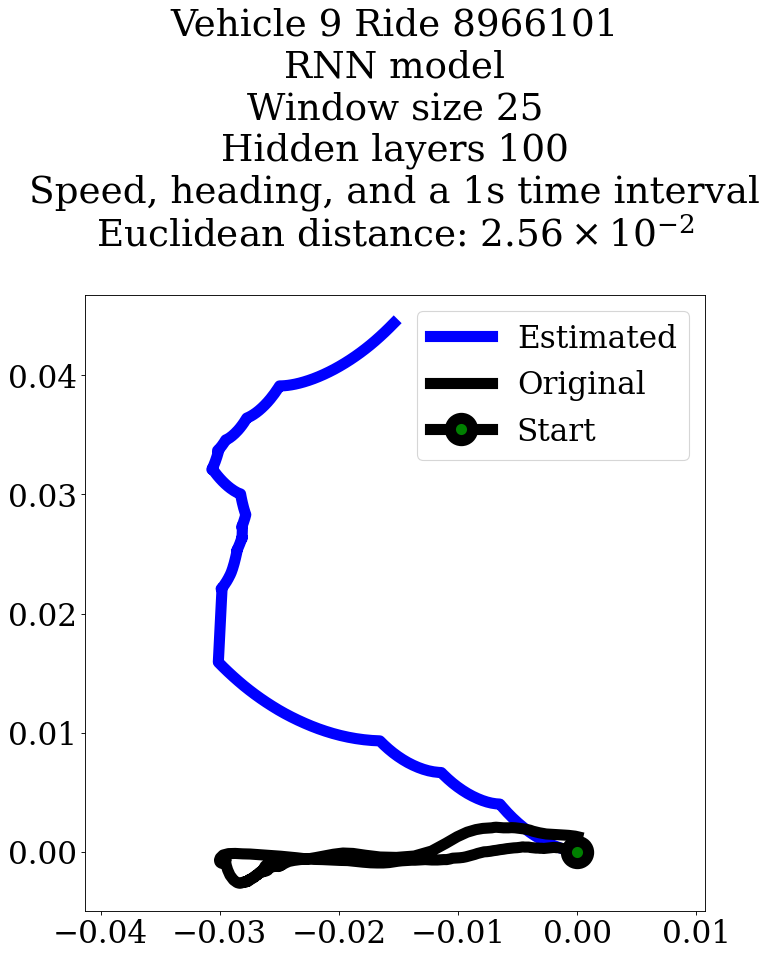 Vehicle 9 Ride 8966101
RNN model
Window size 25
Hidden layers 100
Speed, heading, and a 1s time interval
Euclidean distance: 2.56 × 10⁻²
Estimated
Original
Start
0.04
0.03
0.02
0.01
0.00
−0.04
−0.03
−0.02
−0.01
0.00
0.01